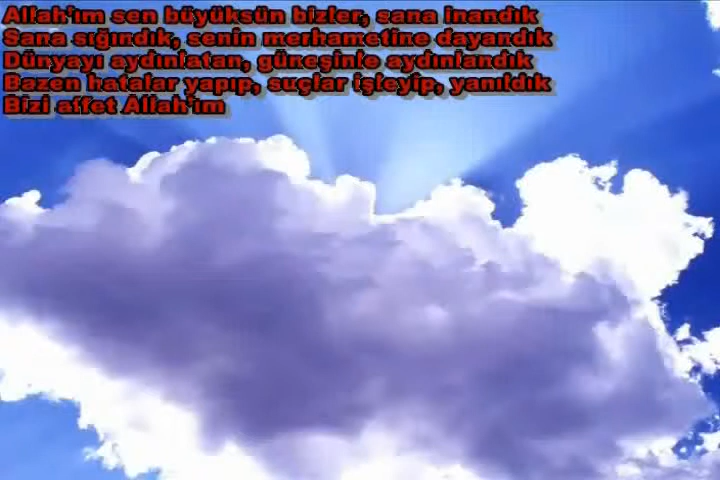 Allah'ım sen büyüksün bizler, sana inandık
Sana sığındık, senin merhametine dayandık
Dünyayı aydınlatan, güneşinle aydınlandık
Bazen hatalar yapıp, suçlar işleyip, yanıldık
Bizi affet Allah'ım